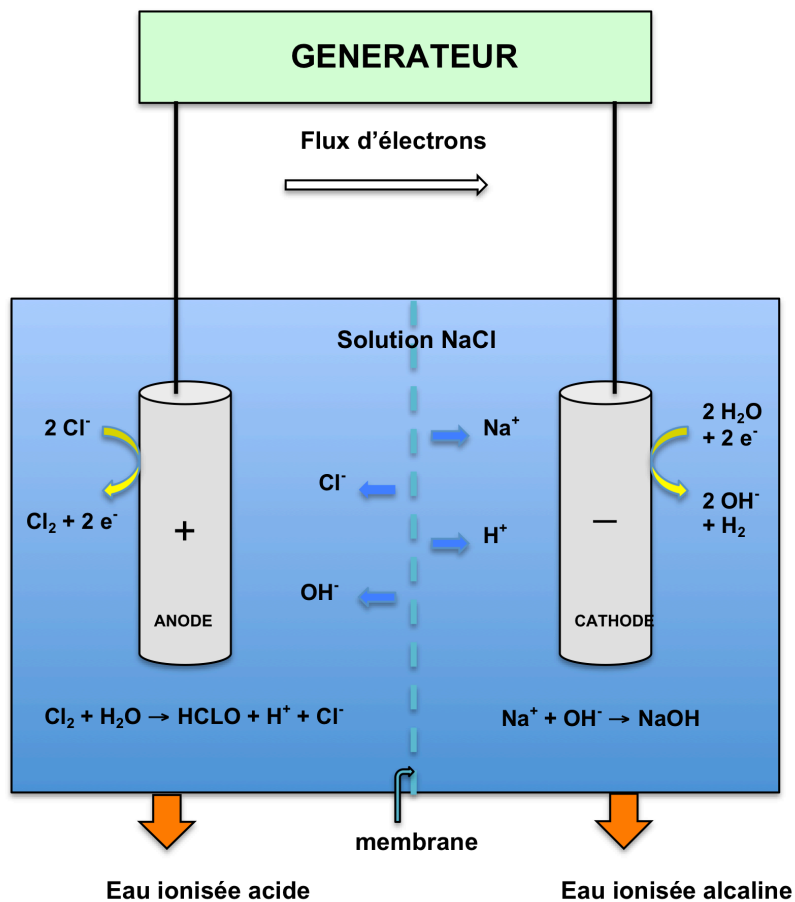 GENERATEUR
Flux d’électrons
Solution NaCl
2 Cl⁻
Cl₂ + 2 e⁻
+
ANODE
Na⁺
Cl⁻
H⁺
OH⁻
2 H₂O
+ 2 e⁻
2 OH⁻
+ H₂
–
CATHODE
Cl₂ + H₂O → HCLO + H⁺ + Cl⁻
Na⁺ + OH⁻ → NaOH
membrane
Eau ionisée acide
Eau ionisée alcaline